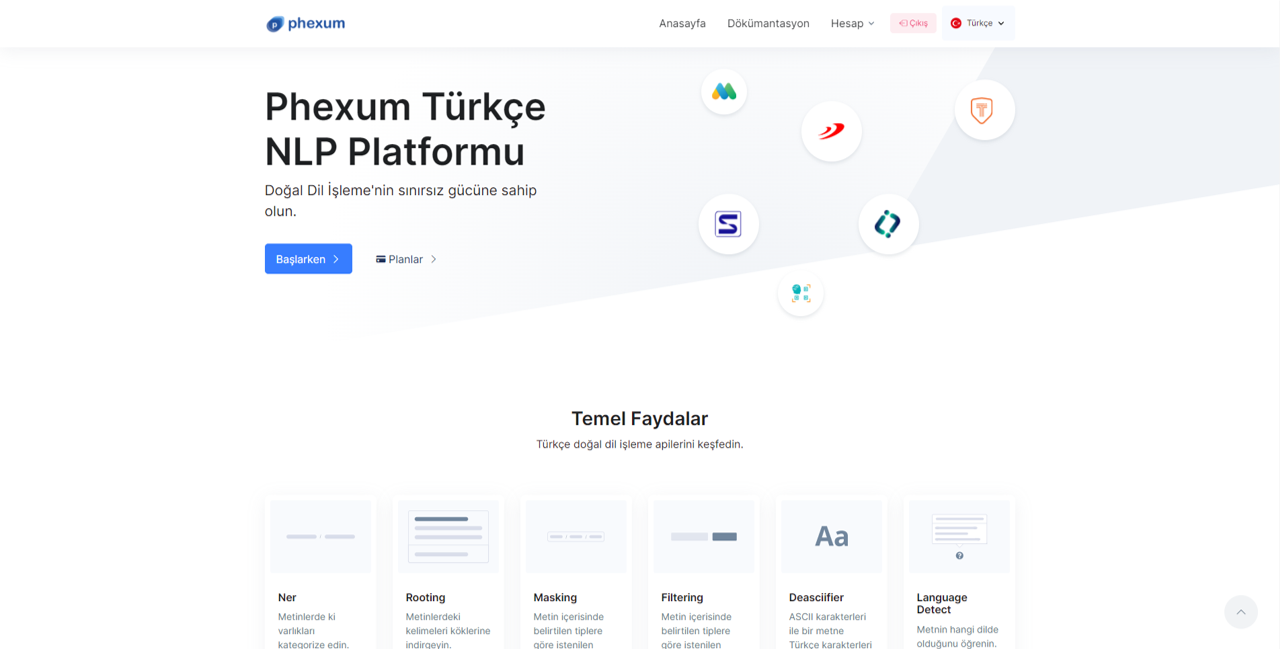 phexum
Anasayfa
Dökümantasyon
Hesap
Çıkış
Türkçe
Phexum Türkçe
NLP Platformu
Doğal Dil İşleme'nin sınırsız gücüne sahip
olun.
Başlarken
Planlar
Temel Faydalar
Türkçe doğal dil işleme apilerini keşfedin.
Aa
Ner
Metinlerde ki
varlıkları
kategorize edin.
Rooting
Metinlerdeki
kelimeleri köklerine
indirgeyin.
Masking
Metin içerisinde
belirtilen tiplere
göre istenilen
Filtering
Metin içerisinde
belirtilen tiplere
göre istenilen
Deasciifier
ASCII karakterleri
ile bir metne
Türkçe karakterleri
Language
Detect
Metnin hangi dilde
olduğunu öğrenin.